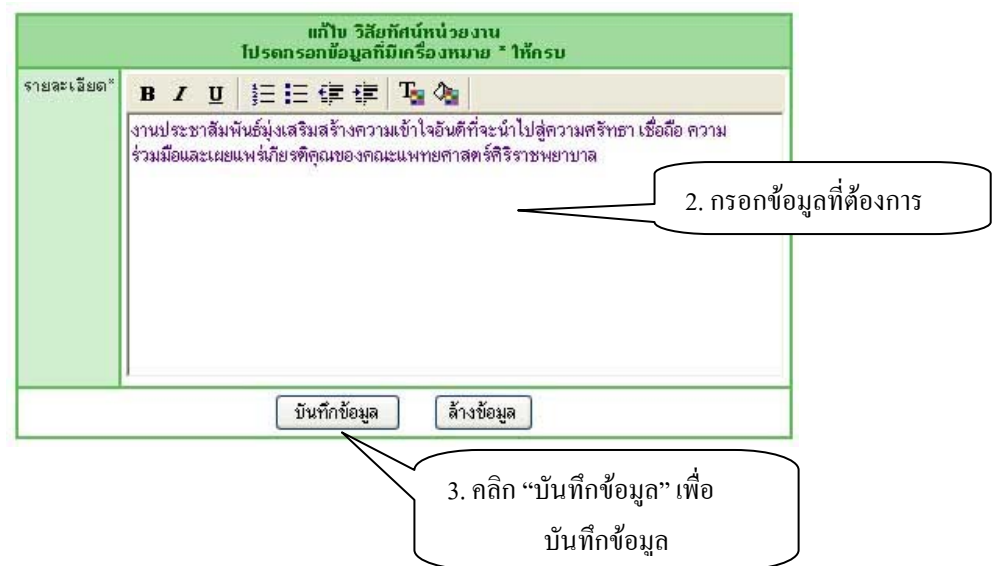 แก้ไข วิสัยทัศน์หน่วยงาน
โปรดกรอกข้อมูลที่มีเครื่องหมาย * ให้ครบ
รายละเอียด*
B I U
งานประชาสัมพันธ์มุ่งเสริมสร้างความเข้าใจอันดีที่จะนำไปสู่ความศรัทธา เชื่อถือ ความ
ร่วมมือและเผยแพร่เกียรติคุณของคณะแพทยศาสตร์ศิริราชพยาบาล
2. กรอกข้อมูลที่ต้องการ
บันทึกข้อมูล ล้างข้อมูล
3. คลิก “บันทึกข้อมูล” เพื่อ
บันทึกข้อมูล